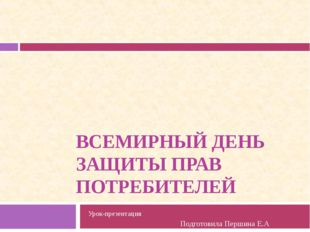 ВСЕМИРНЫЙ ДЕНЬ
ЗАЩИТЫ ПРАВ
ПОТРЕБИТЕЛЕЙ
Урок-презентация
Подготовила Першина Е.А